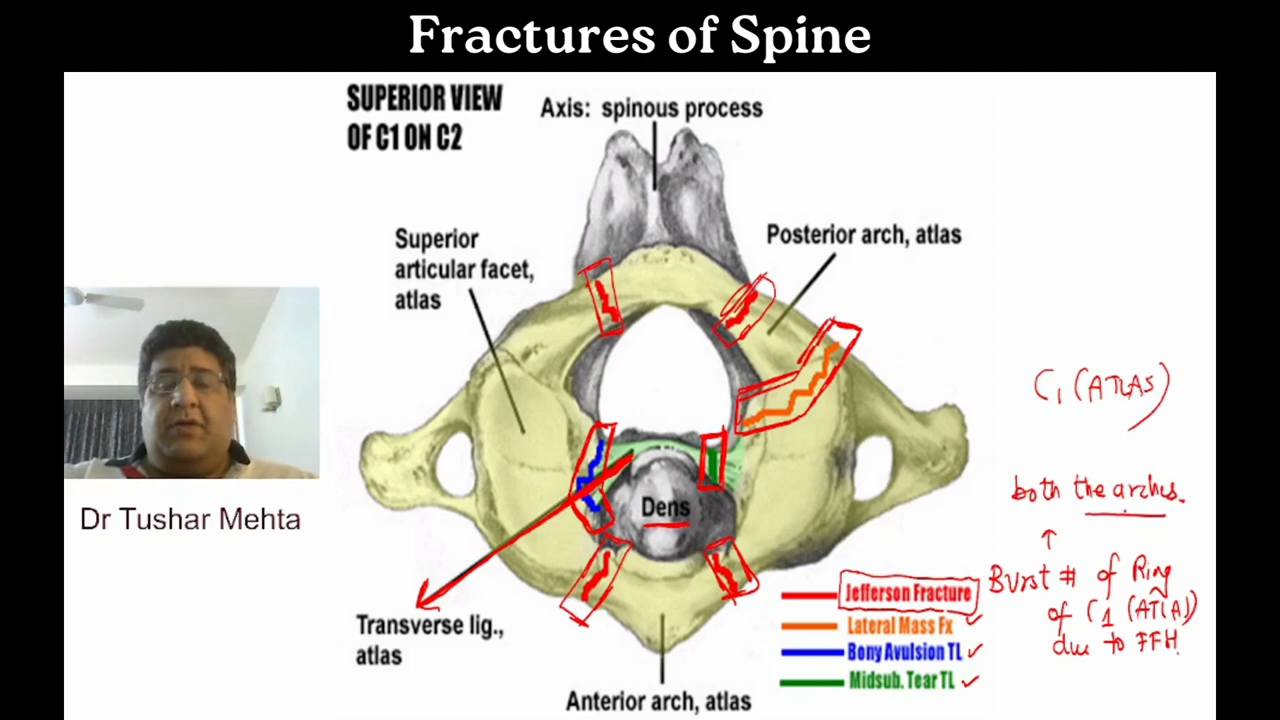 Fractures of Spine
SUPERIOR VIEW
OF C1 ON C2
Axis: spinous process
Posterior arch, atlas
Superior
articular facet,
atlas
C1 (ATLAS)
Dens
both the arches.
Dr Tushar Mehta
Jefferson Fracture
Lateral Mass Fx
Bony Avulsion TL
Midsub. Tear TL
Burst # of Ring
of C1 (ATLA)
due to FFH.
Transverse lig.,
atlas
Anterior arch, atlas